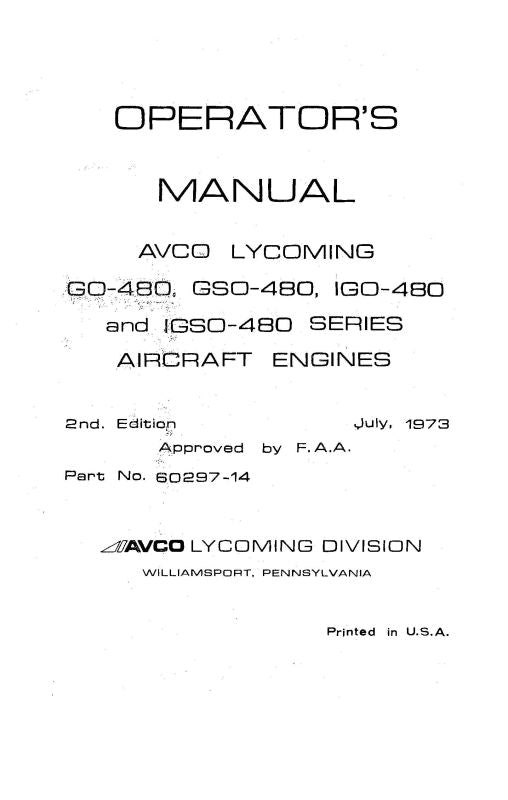 OPERATOR'S
MANUAL
AVCO LYCOMING
GO-480, GSO-480, IGO-480
and IGSO-480 SERIES
AIRCRAFT ENGINES
2nd. Edition July, 1973
Approved by F.A.A.
Part No. 60297-14
AVCO LYCOMING DIVISION
WILLIAMSPORT, PENNSYLVANIA
Printed in U.S.A.